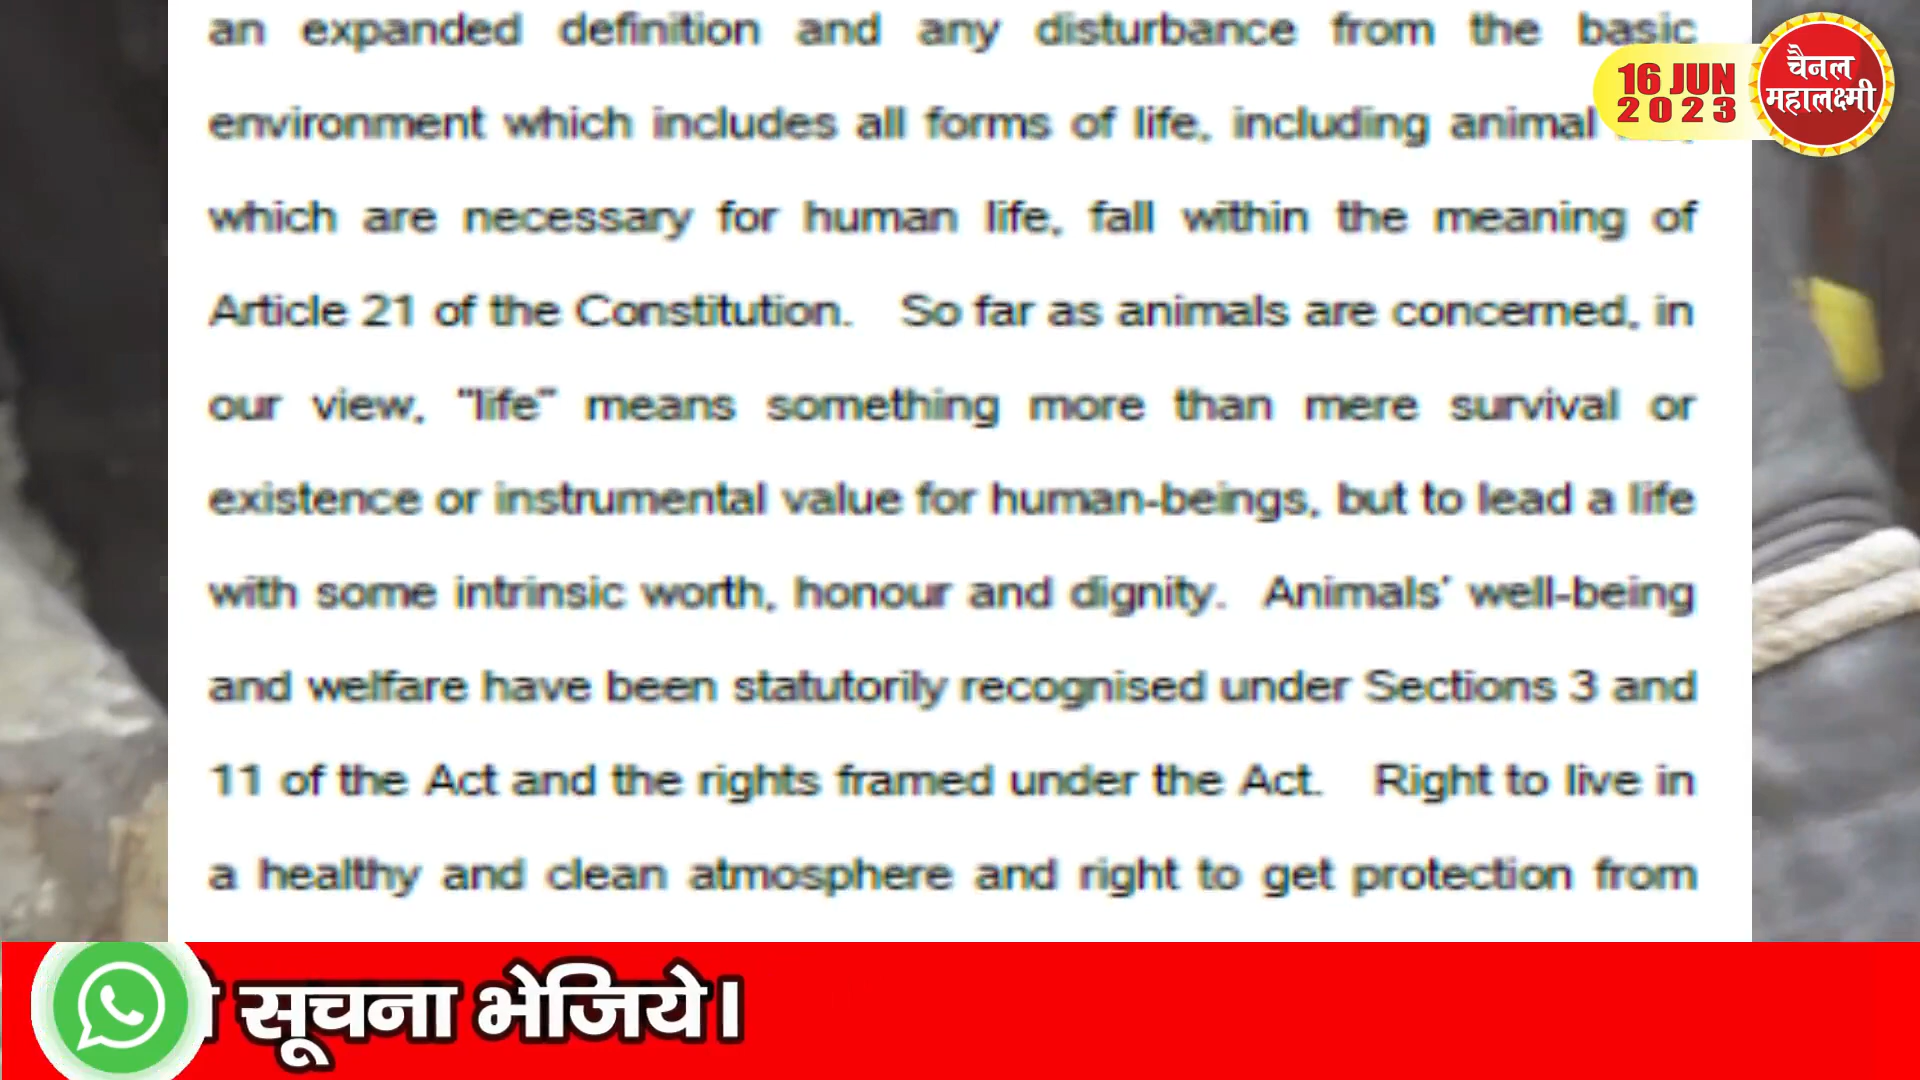 an expanded definition and any disturbance from the basic
environment which includes all forms of life, including animal
which are necessary for human life, fall within the meaning of
Article 21 of the Constitution. So far as animals are concerned, in
our view, "life" means something more than mere survival or
existence or instrumental value for human-beings, but to lead a life
with some intrinsic worth, honour and dignity. Animals' well-being
and welfare have been statutorily recognised under Sections 3 and
11 of the Act and the rights framed under the Act. Right to live in
a healthy and clean atmosphere and right to get protection from
16 JUN
2023
चैनल
महालक्ष्मी
सूचना भेजिये।